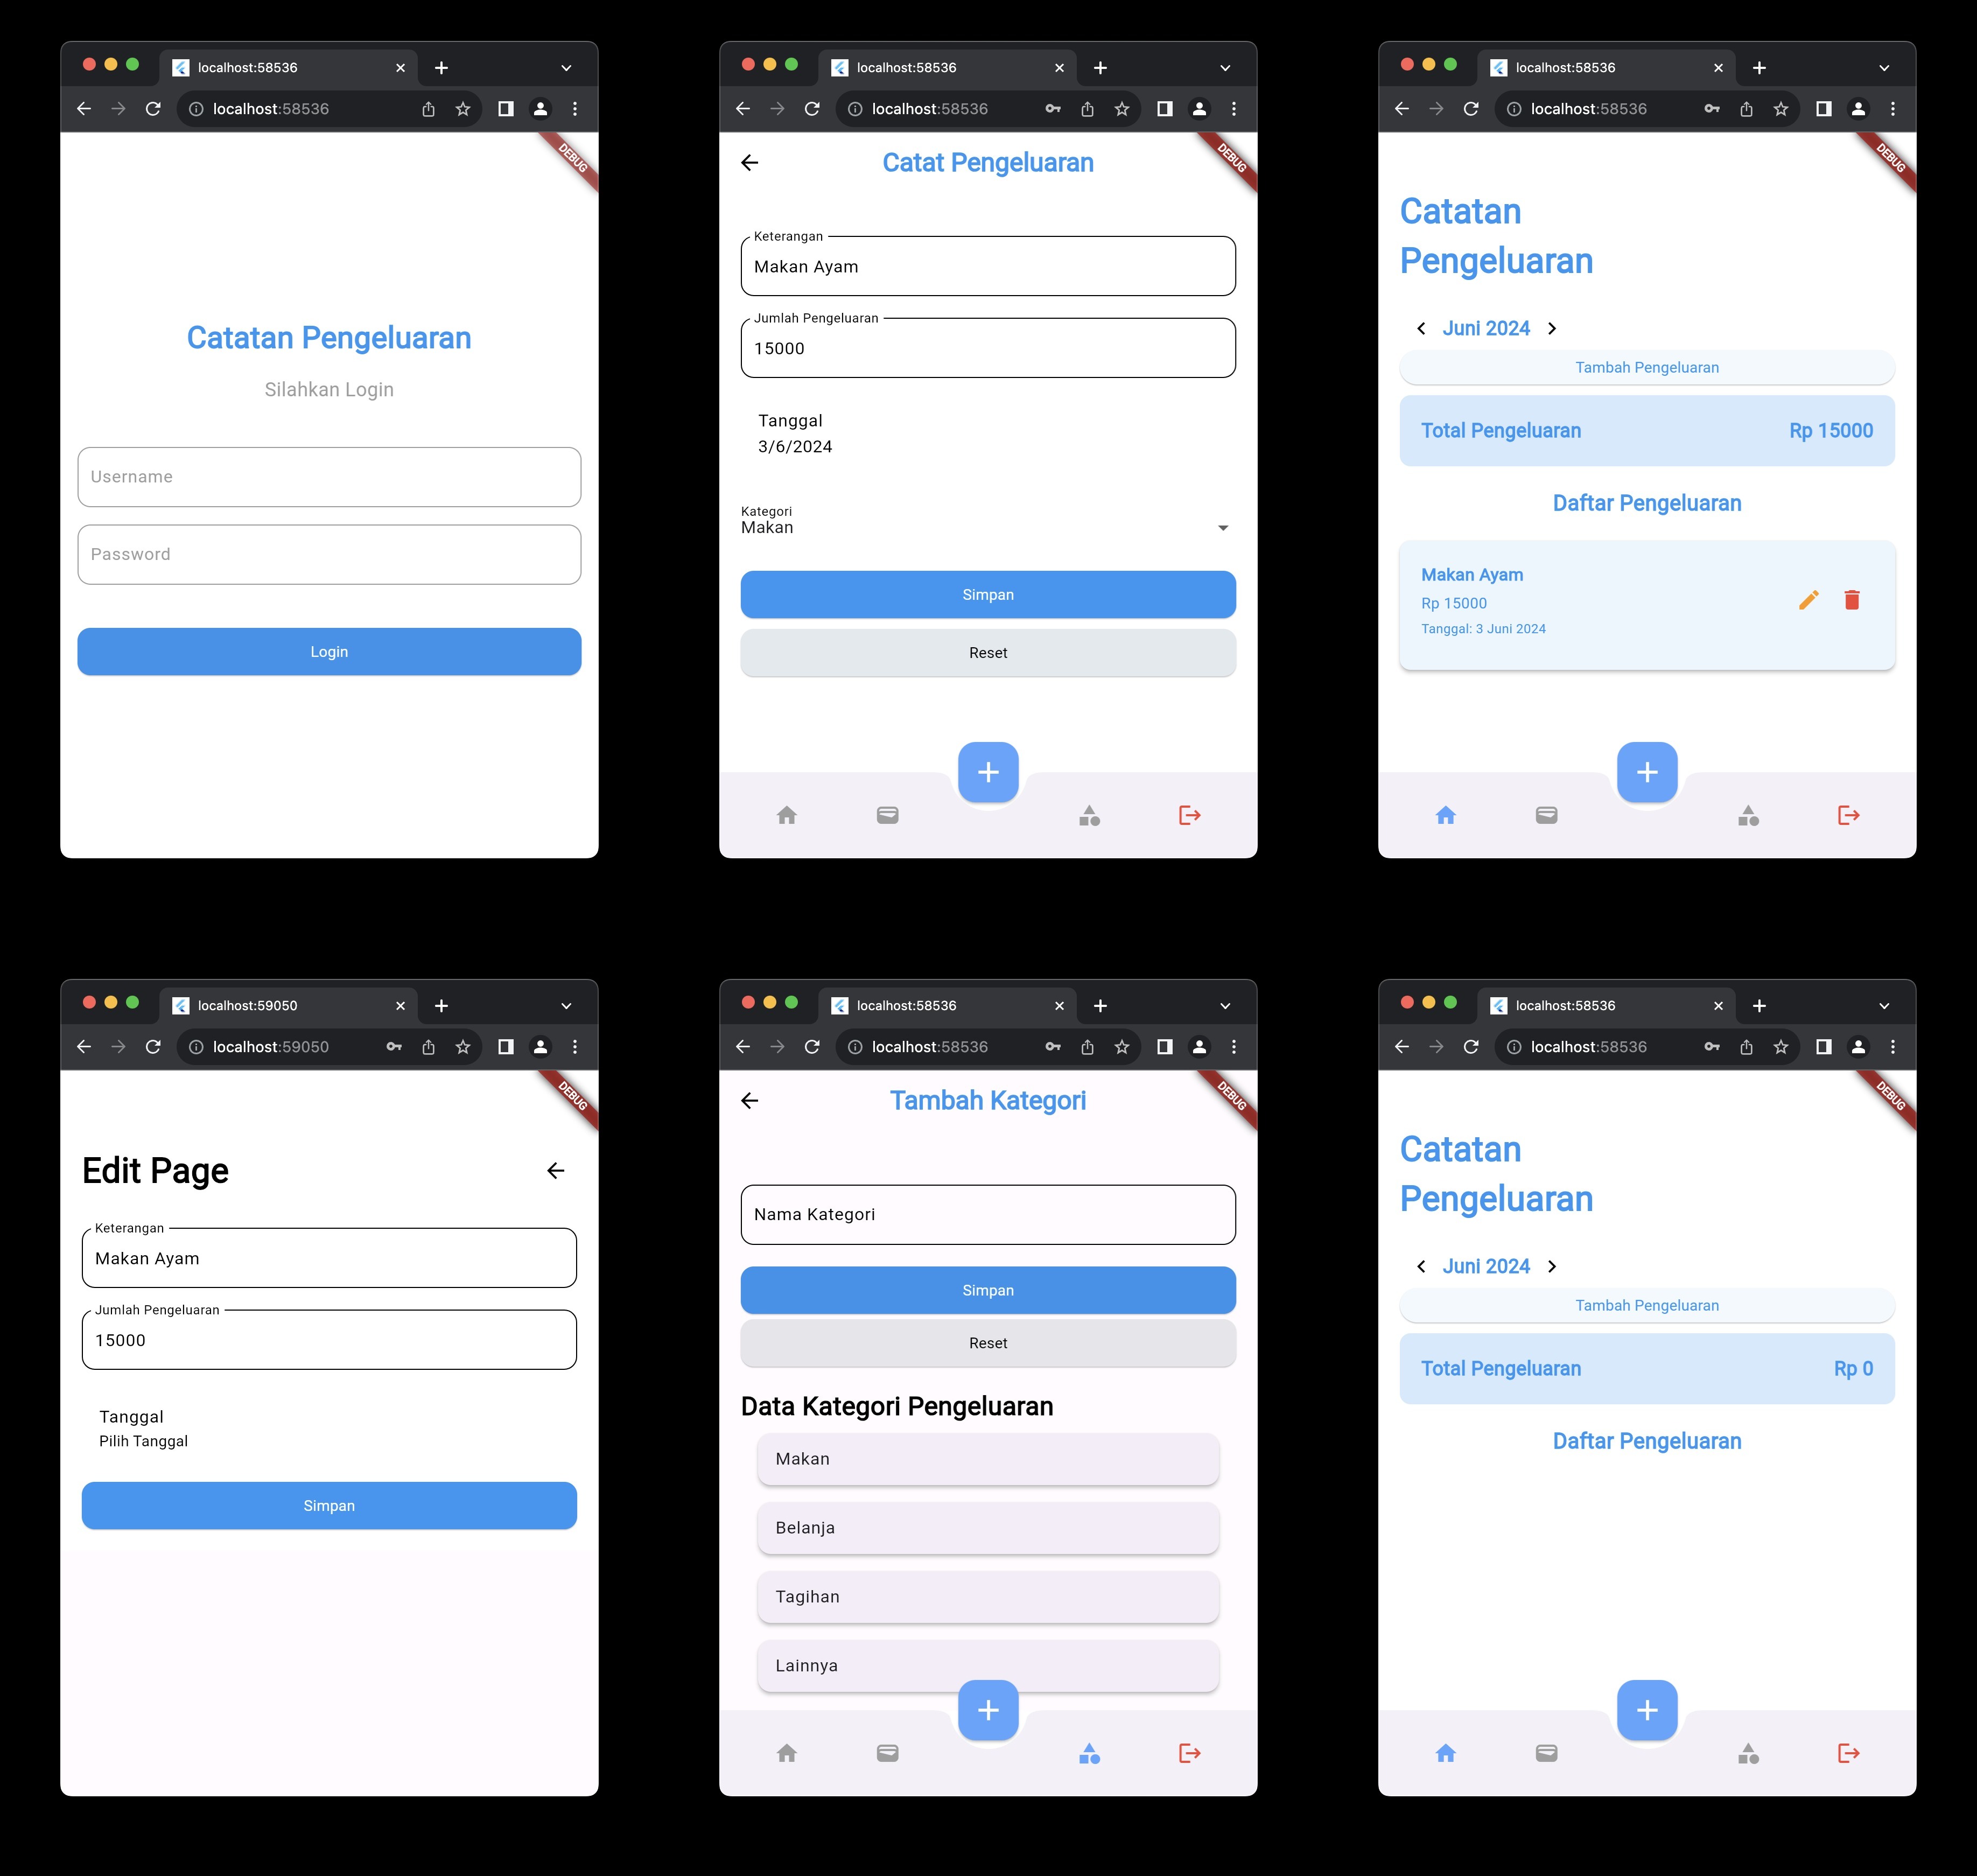 localhost:58536
localhost:58536
DEBUG
Catatan Pengeluaran
Silahkan Login
Username
Password
Login
localhost:58536
localhost:58536
DEBUG
Catat Pengeluaran
Keterangan
Makan Ayam
Jumlah Pengeluaran
15000
Tanggal
3/6/2024
Kategori
Makan
Simpan
Reset
localhost:58536
localhost:58536
DEBUG
Catatan
Pengeluaran
Juni 2024
Tambah Pengeluaran
Total Pengeluaran Rp 15000
Daftar Pengeluaran
Makan Ayam
Rp 15000
Tanggal: 3 Juni 2024
localhost:59050
localhost:59050
DEBUG
Edit Page
Keterangan
Makan Ayam
Jumlah Pengeluaran
15000
Tanggal
Pilih Tanggal
Simpan
localhost:58536
localhost:58536
DEBUG
Tambah Kategori
Nama Kategori
Simpan
Reset
Data Kategori Pengeluaran
Makan
Belanja
Tagihan
Lainnya
localhost:58536
localhost:58536
DEBUG
Catatan
Pengeluaran
Juni 2024
Tambah Pengeluaran
Total Pengeluaran Rp 0
Daftar Pengeluaran